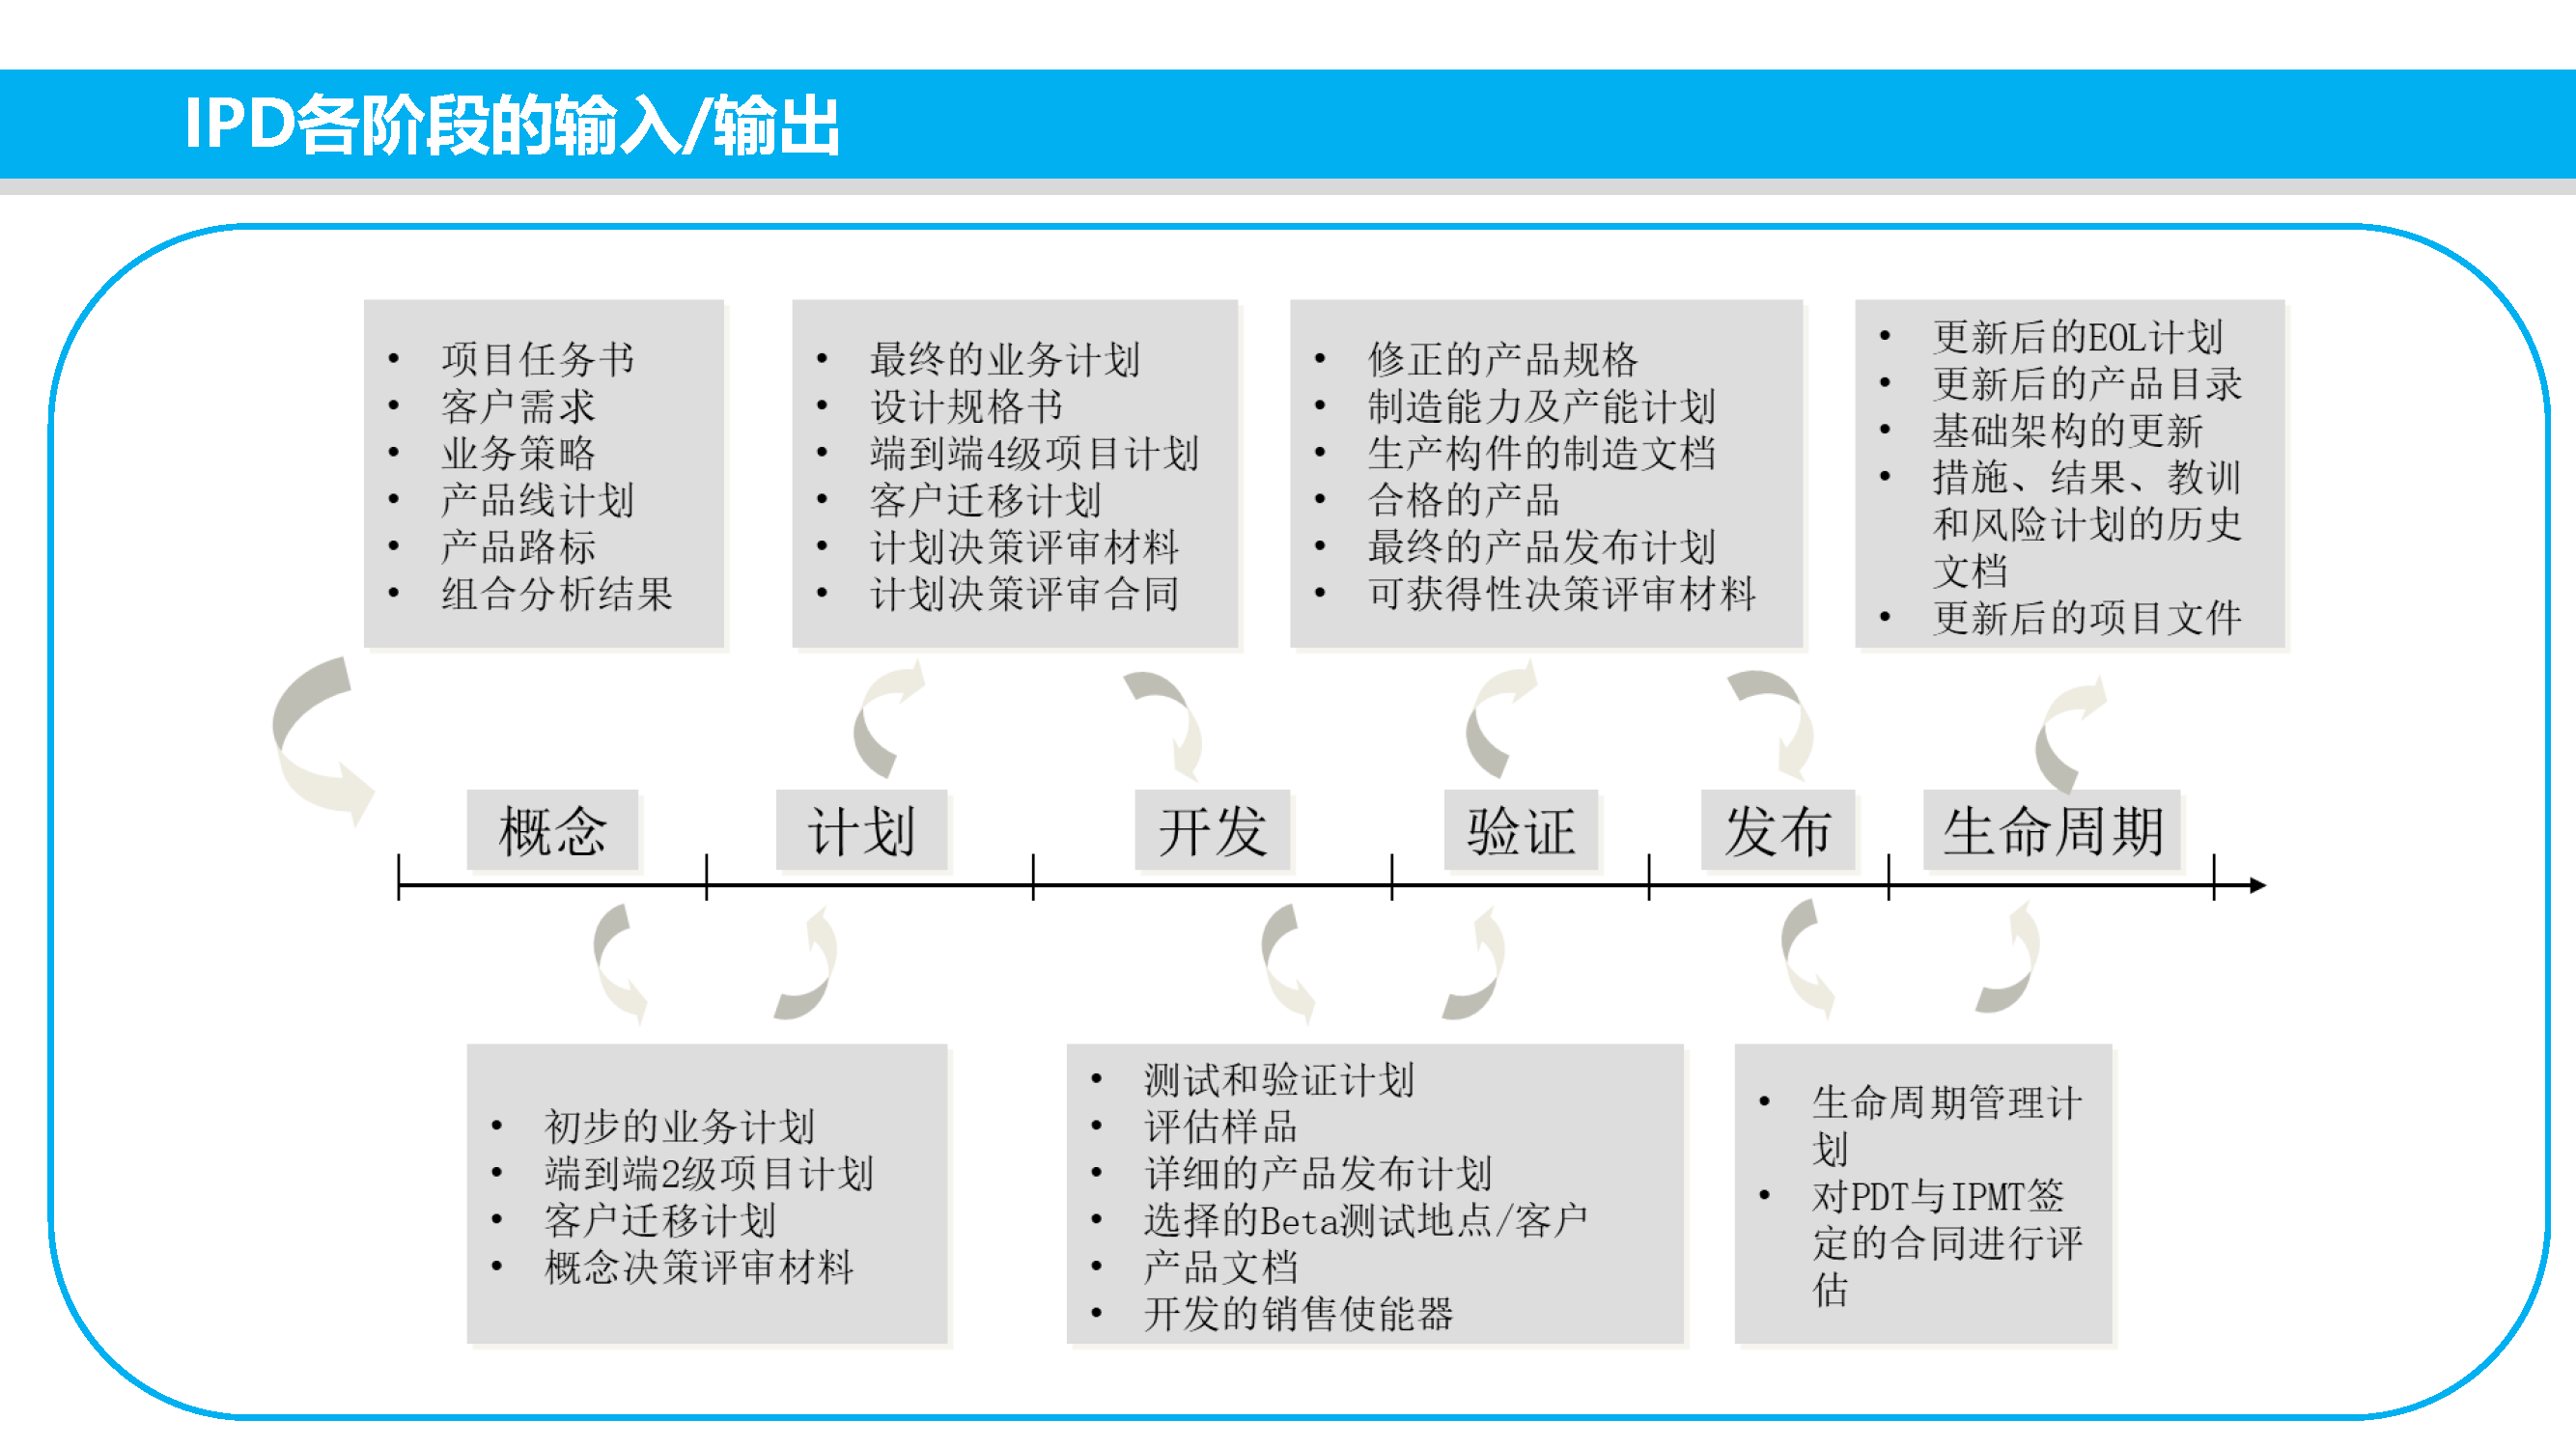 IPD各阶段的输入/输出
• 项目任务书
• 客户需求
• 业务策略
• 产品线计划
• 产品路标
• 组合分析结果
• 最终的业务计划
• 设计规格书
• 端到端4级项目计划
• 客户迁移计划
• 计划决策评审材料
• 计划决策评审合同
• 修正的产品规格
• 制造能力及产能计划
• 生产构件的制造文档
• 合格的产品
• 最终的产品发布计划
• 可获得性决策评审材料
• 更新后的EOL计划
• 更新后的产品目录
• 基础架构的更新
• 措施、结果、教训
和风险计划的历史
文档
• 更新后的项目文件
概念
计划
开发
验证
发布
生命周期
• 初步的业务计划
• 端到端2级项目计划
• 客户迁移计划
• 概念决策评审材料
• 测试和验证计划
• 评估样品
• 详细的产品发布计划
• 选择的Beta测试地点/客户
• 产品文档
• 开发的销售使能器
• 生命周期管理计
划
• 对PDT与IPMT签
定的合同进行评
估